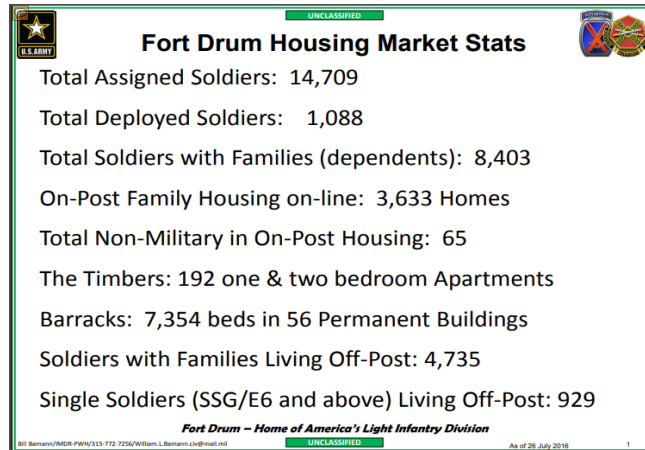 UNCLASSIFIED
U.S.ARMY
Fort Drum Housing Market Stats
Total Assigned Soldiers: 14,709
Total Deployed Soldiers: 1,088
Total Soldiers with Families (dependents): 8,403
On-Post Family Housing on-line: 3,633 Homes
Total Non-Military in On-Post Housing: 65
The Timbers: 192 one & two bedroom Apartments
Barracks: 7,354 beds in 56 Permanent Buildings
Soldiers with Families Living Off-Post: 4,735
Single Soldiers (SSG/E6 and above) Living Off-Post: 929
Fort Drum – Home of America's Light Infantry Division
Bill Bamann/IMDR-PWH/315-772-7256/William.L.Bamann.civ@mail.mil
UNCLASSIFIED
As of 26 July 2016
1